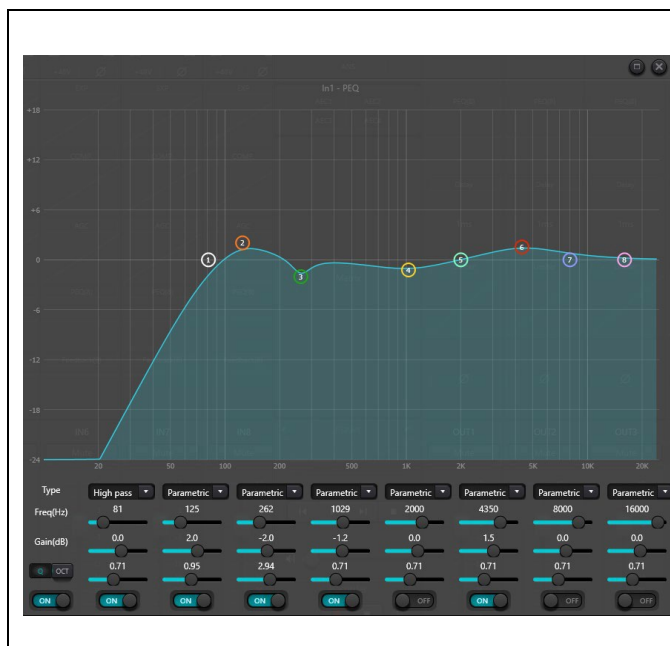 In1 - PEQ
+18
+12
+6
0
-6
-12
-18
-24
1 2 3 4 5 6 7 8
20 50 100 200 500 1K 2K 5K 10K 20K
Type High pass Parametric Parametric Parametric Parametric Parametric Parametric Parametric
Freq(Hz) 81 125 262 1029 2000 4350 8000 16000
Gain(dB) 0.0 2.0 -2.0 -1.2 0.0 1.5 0.0 0.0
Q OCT 0.71 0.95 2.94 0.71 0.71 0.71 0.71 0.71
ON ON ON ON ON OFF ON OFF OFF